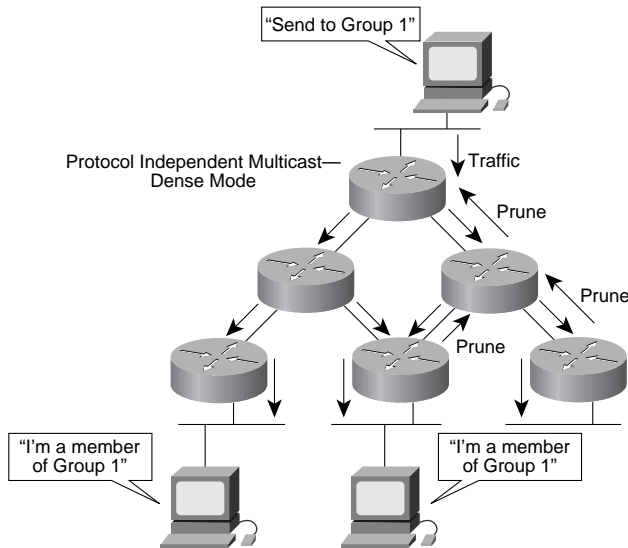 “Send to Group 1”
Protocol Independent Multicast
Dense Mode
Traffic
Prune
Prune
Prune
“I’m a member
of Group 1”
“I’m a member
of Group 1”